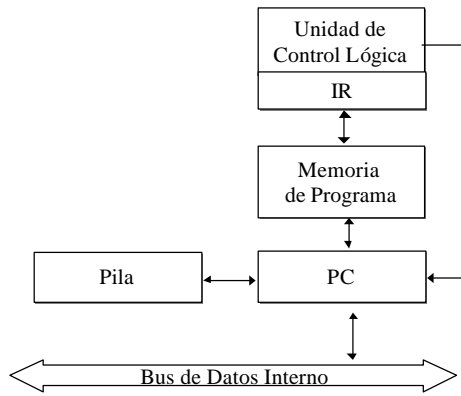 Unidad de
Control Lógica
IR
Memoria
de Programa
Pila
PC
Bus de Datos Interno